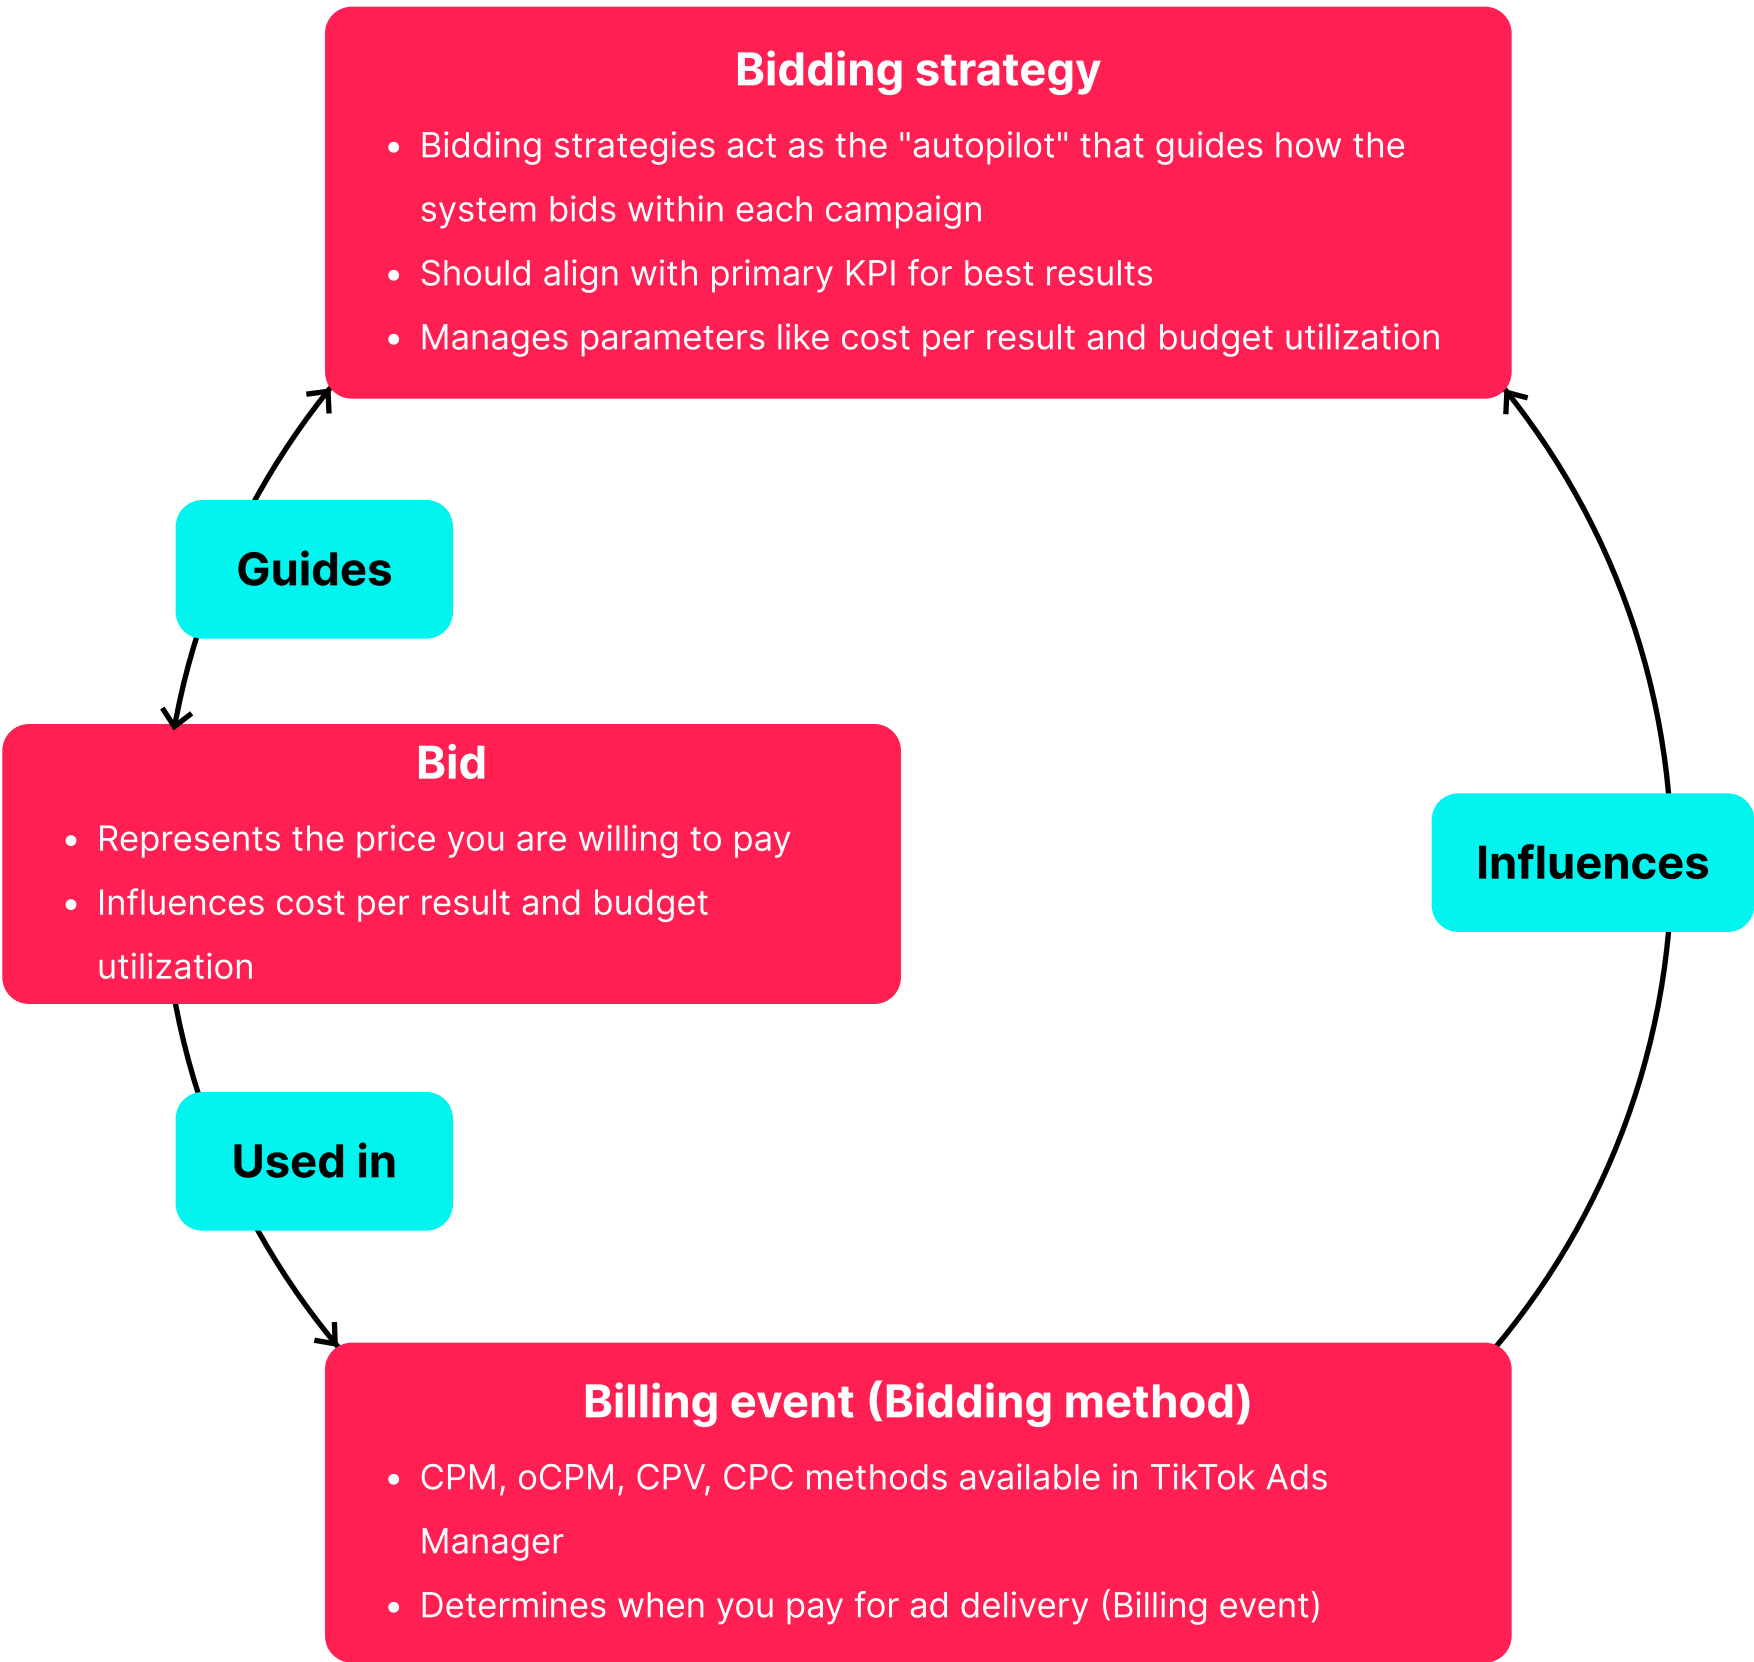 Bidding strategy
• Bidding strategies act as the "autopilot" that guides how the
system bids within each campaign
• Should align with primary KPI for best results
• Manages parameters like cost per result and budget utilization
Guides
Bid
• Represents the price you are willing to pay
• Influences cost per result and budget
utilization
Influences
Used in
Billing event (Bidding method)
• CPM, oCPM, CPV, CPC methods available in TikTok Ads
Manager
• Determines when you pay for ad delivery (Billing event)